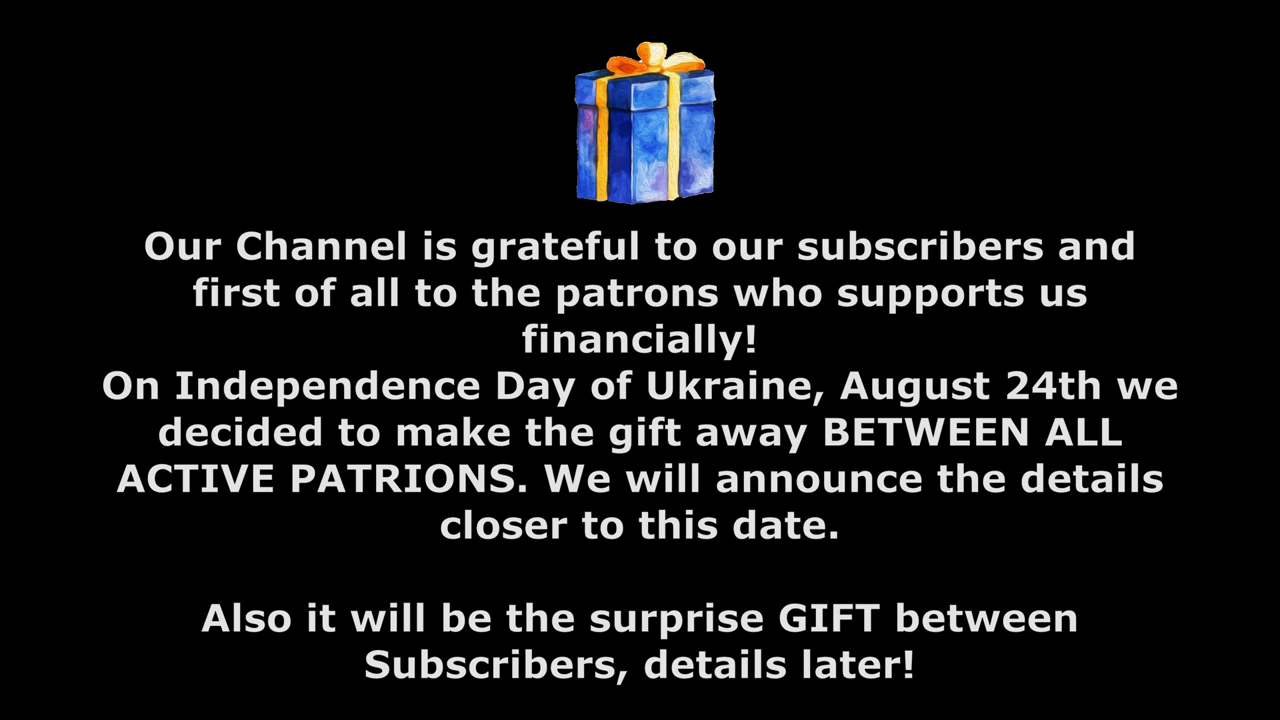 Our Channel is grateful to our subscribers and
first of all to the patrons who supports us
financially!
On Independence Day of Ukraine, August 24th we
decided to make the gift away BETWEEN ALL
ACTIVE PATRIONS. We will announce the details
closer to this date.
Also it will be the surprise GIFT between
Subscribers, details later!